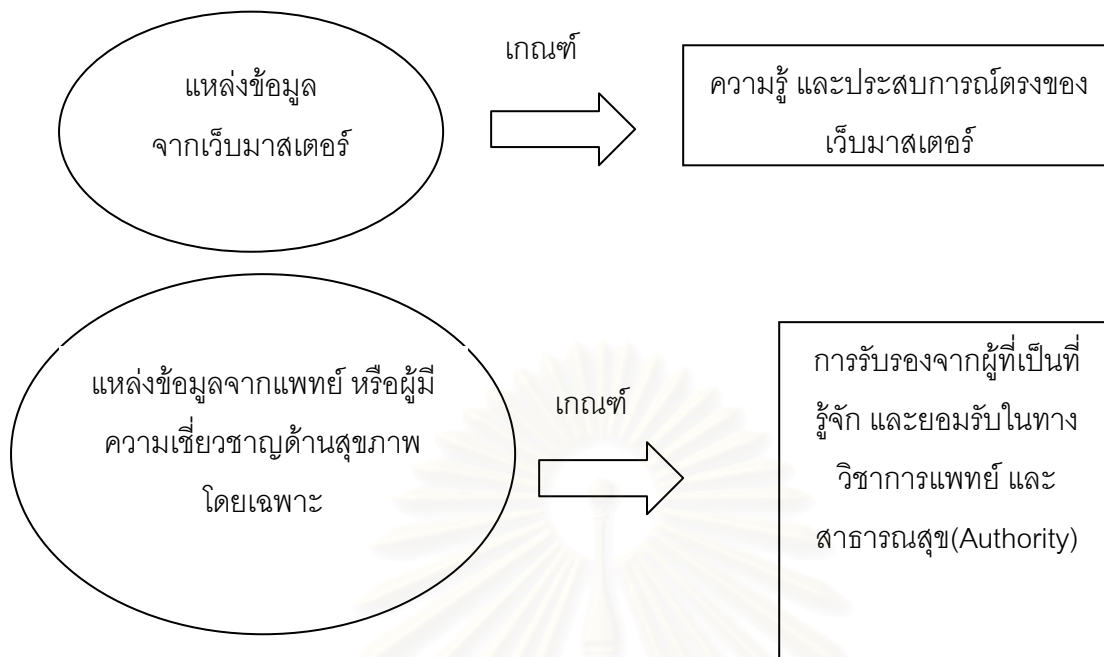 แหล่งข้อมูล
จากเว็บมาสเตอร์
เกณฑ์
ความรู้ และประสบการณ์ตรงของ
เว็บมาสเตอร์
แหล่งข้อมูลจากแพทย์ หรือผู้มี
ความเชี่ยวชาญด้านสุขภาพ
โดยเฉพาะ
เกณฑ์
การรับรองจากผู้ที่เป็นที่
รู้จัก และยอมรับในทาง
วิชาการแพทย์ และ
สาธารณสุข(Authority)